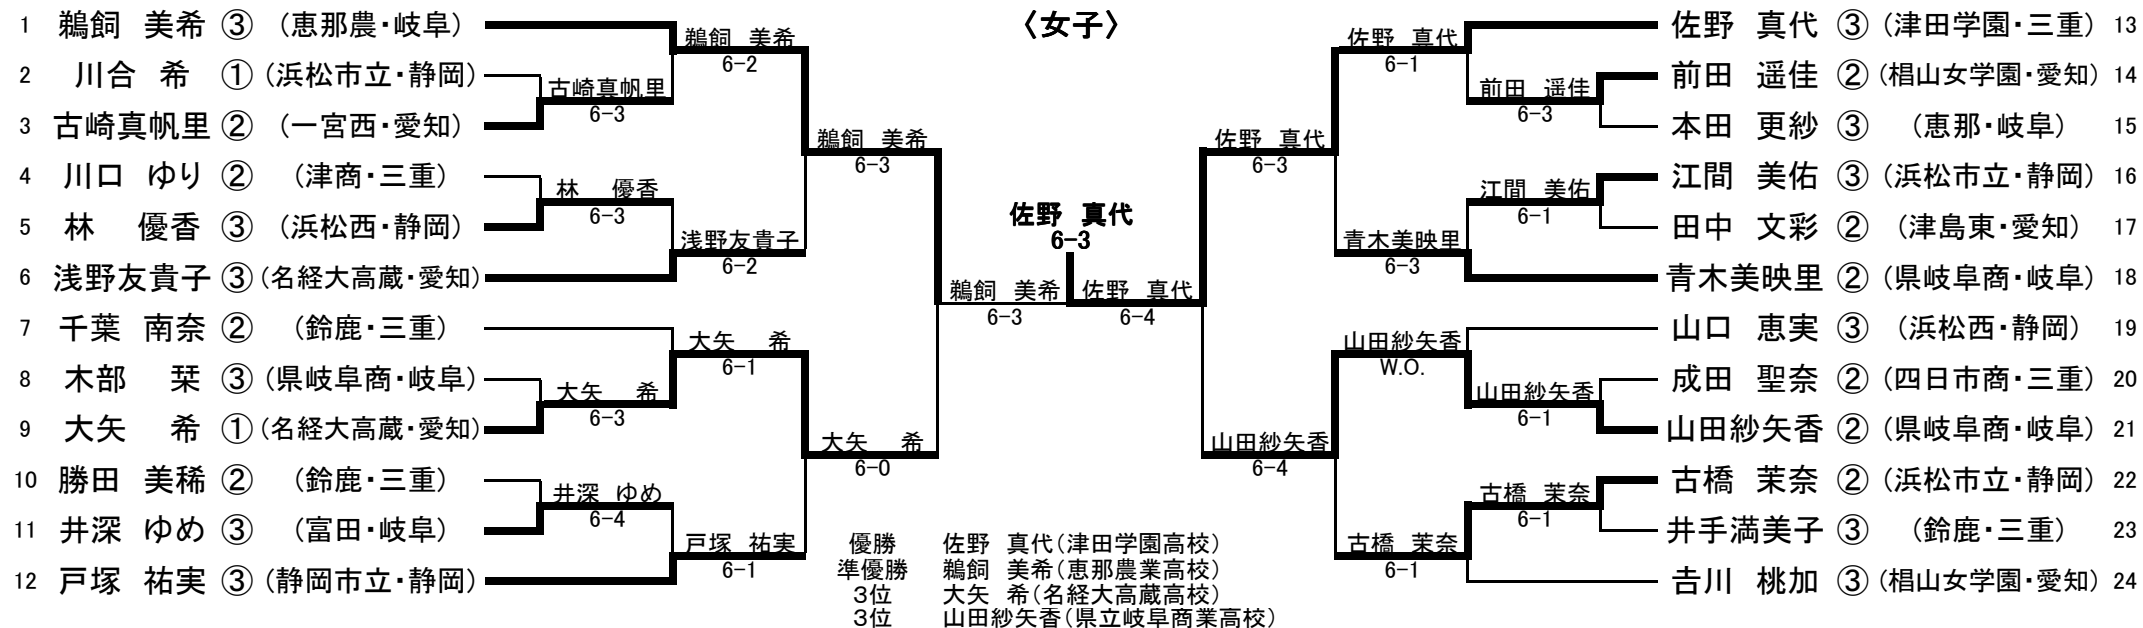 〈女子〉
1 鵜飼 美希 ③ (恵那農・岐阜)
2 川合 希 ① (浜松市立・静岡)
3 古崎真帆里 ② (一宮西・愛知)
4 川口 ゆり ② (津商・三重)
5 林 優香 ③ (浜松西・静岡)
6 浅野友貴子 ③ (名経大高蔵・愛知)
7 千葉 南奈 ② (鈴鹿・三重)
8 木部 栞 ③ (県岐阜商・岐阜)
9 大矢 希 ① (名経大高蔵・愛知)
10 勝田 美稀 ② (鈴鹿・三重)
11 井深 ゆめ ③ (富田・岐阜)
12 戸塚 祐実 ③ (静岡市立・静岡)
古崎真帆里
6-3
林 優香
6-3
大矢 希
6-3
井深 ゆめ
6-4
鵜飼 美希
6-2
浅野友貴子
6-2
大矢 希
6-1
戸塚 祐実
6-1
鵜飼 美希
6-3
大矢 希
6-0
鵜飼 美希
6-3
佐野 真代
6-3
佐野 真代
6-4
佐野 真代
6-3
山田紗矢香
6-4
佐野 真代
6-1
青木美映里
6-3
山田紗矢香
W.O.
古橋 茉奈
6-1
前田 遥佳
6-3
江間 美佑
6-1
山田紗矢香
6-1
古橋 茉奈
6-1
佐野 真代 ③ (津田学園・三重) 13
前田 遥佳 ② (椙山女学園・愛知) 14
本田 更紗 ③ (恵那・岐阜) 15
江間 美佑 ③ (浜松市立・静岡) 16
田中 文彩 ② (津島東・愛知) 17
青木美映里 ② (県岐阜商・岐阜) 18
山口 恵実 ③ (浜松西・静岡) 19
成田 聖奈 ② (四日市商・三重) 20
山田紗矢香 ② (県岐阜商・岐阜) 21
古橋 茉奈 ② (浜松市立・静岡) 22
井手満美子 ③ (鈴鹿・三重) 23
𠮷川 桃加 ③ (椙山女学園・愛知) 24
優勝 佐野 真代(津田学園高校)
準優勝 鵜飼 美希(恵那農業高校)
3位 大矢 希(名経大高蔵高校)
3位 山田紗矢香(県立岐阜商業高校)